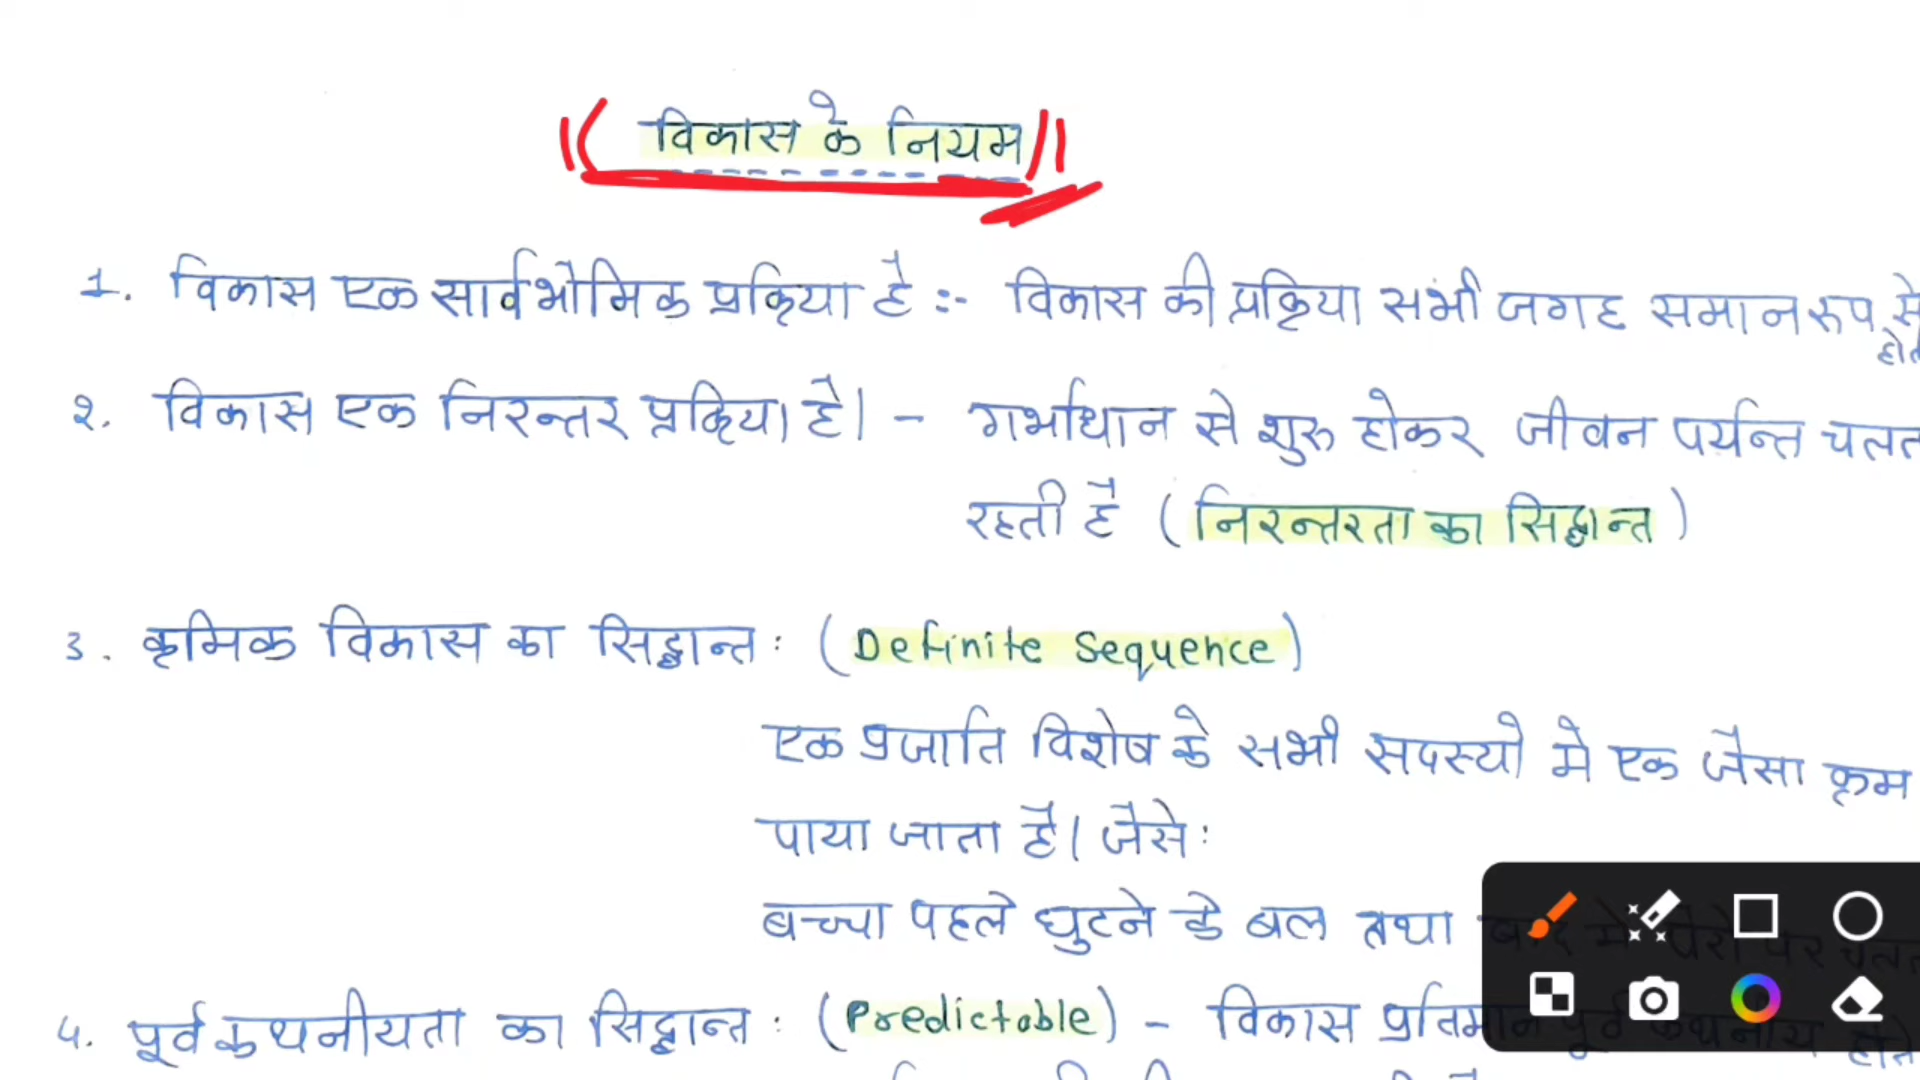 विकास के नियम
1. विकास एक सार्वभौमिक प्रक्रिया है :- विकास की प्रक्रिया सभी जगह समान रूप से
2. विकास एक निरन्तर प्रक्रिया है। - गर्भाधान से शुरू होकर जीवन पर्यन्त
रहती है (निरन्तरता का सिद्धान्त)
3. क्रमिक विकास का सिद्धान्त : (Definite Sequence)
एक प्रजाति विशेष के सभी सदस्यो मे एक जैसा क्रम
पाया जाता है। जैसे :
बच्चा पहले घुटने के बल तथा
4. पूर्वकथनीयता का सिद्धान्त : (Predictable) - विकास प्रतिमान पूर्वकथनीय